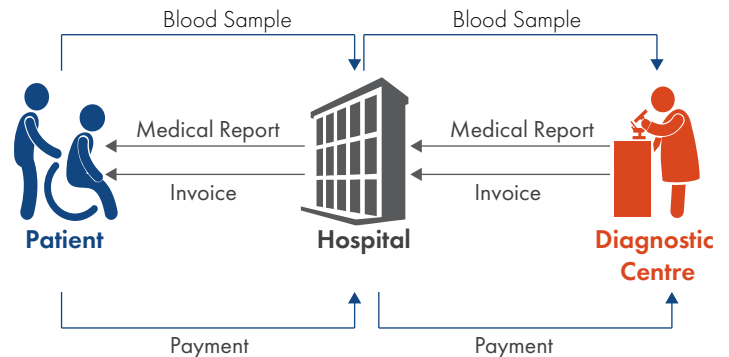 Blood Sample
Blood Sample
Medical Report
Medical Report
Invoice
Invoice
Patient
Hospital
Diagnostic
Centre
Payment
Payment